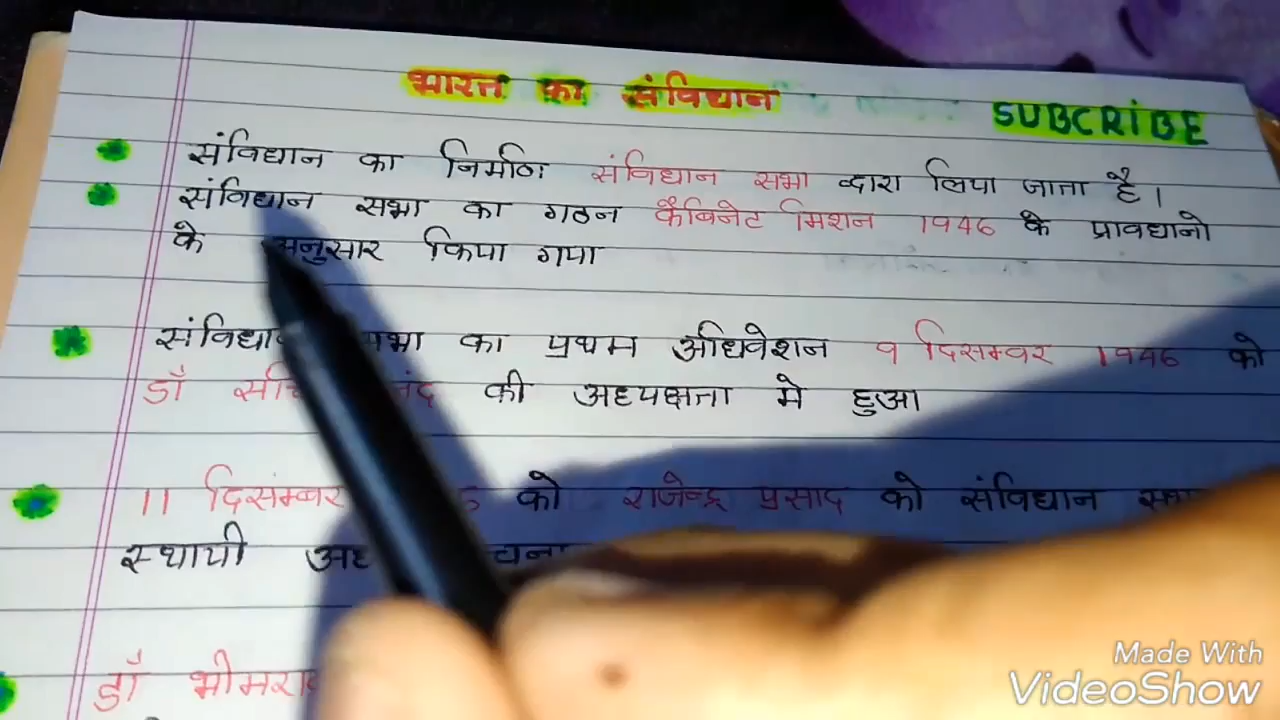 भारत का संविधान
SUBCRIBE
संविधान का निर्माण संविधान सभा द्वारा लिया जाता है।
संविधान सभा का गठन कैबिनेट मिशन 1946 के प्रावधानो
के अनुसार किया गया
सभा का प्रथम अधिवेशन 9 दिसम्बर 1946 को
डॉ की अध्यक्षता मे हुआ
11 दिसंम्बर को राजेन्द्र प्रसाद को संविधान
स्थायी
डॉ
Made With
VideoShow